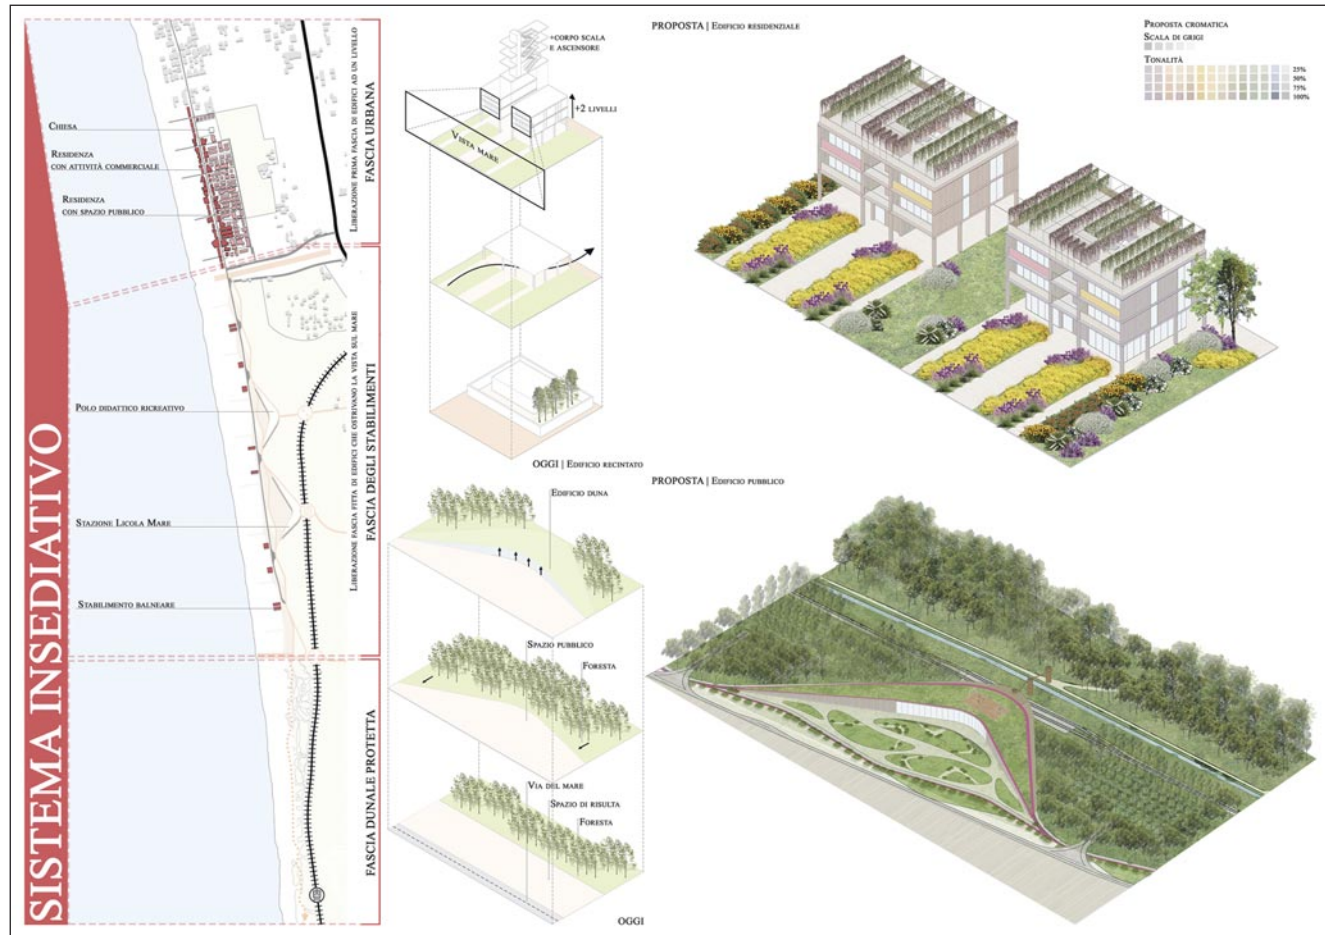 SISTEMA INSEDIATIVO
CHIESA
RESIDENZA
CON ATTIVITÀ COMMERCIALE
RESIDENZA
CON SPAZIO PUBBLICO
POLO DIDATTICO RICREATIVO
STAZIONE LICOLA MARE
STABILIMENTO BALNEARE
LIBERAZIONE PRIMA FASCIA DI EDIFICI AD UN LIVELLO
FASCIA URBANA
LIBERAZIONE FASCIA FITTA DI EDIFICI CHE OSTRIVANO LA VISTA SUL MARE
FASCIA DEGLI STABILIMENTI
FASCIA DUNALE PROTETTA
+CORPO SCALA
E ASCENSORE
+2 LIVELLI
VISTA MARE
OGGI | EDIFICIO RECINTATO
EDIFICIO DUNA
SPAZIO PUBBLICO
FORESTA
VIA DEL MARE
SPAZIO DI RISULTA
FORESTA
OGGI
PROPOSTA | EDIFICIO RESIDENZIALE
PROPOSTA CROMATICA
SCALA DI GRIGI
TONALITÀ
25%
50%
75%
100%
PROPOSTA | EDIFICIO PUBBLICO